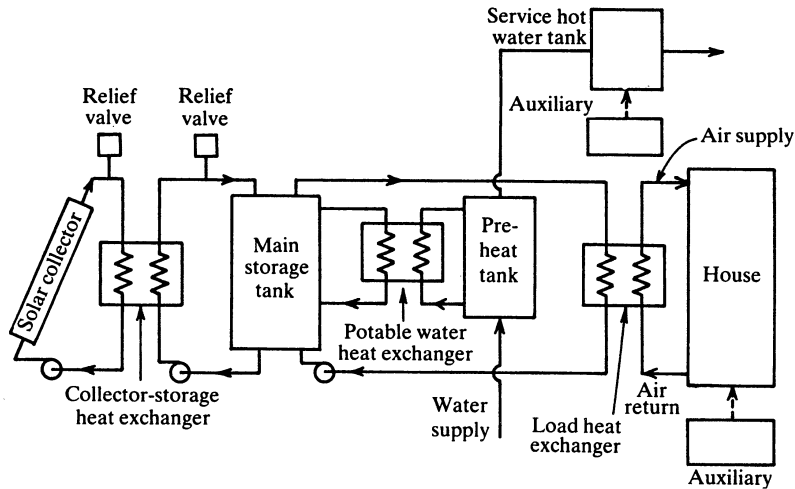 Service hot
water tank
Relief
valve
Relief
valve
Auxiliary
Air supply
Solar collector
Main
storage
tank
Pre-
heat
tank
House
Potable water
heat exchanger
Collector-storage
heat exchanger
Water
supply
Load heat
exchanger
Air
return
Auxiliary